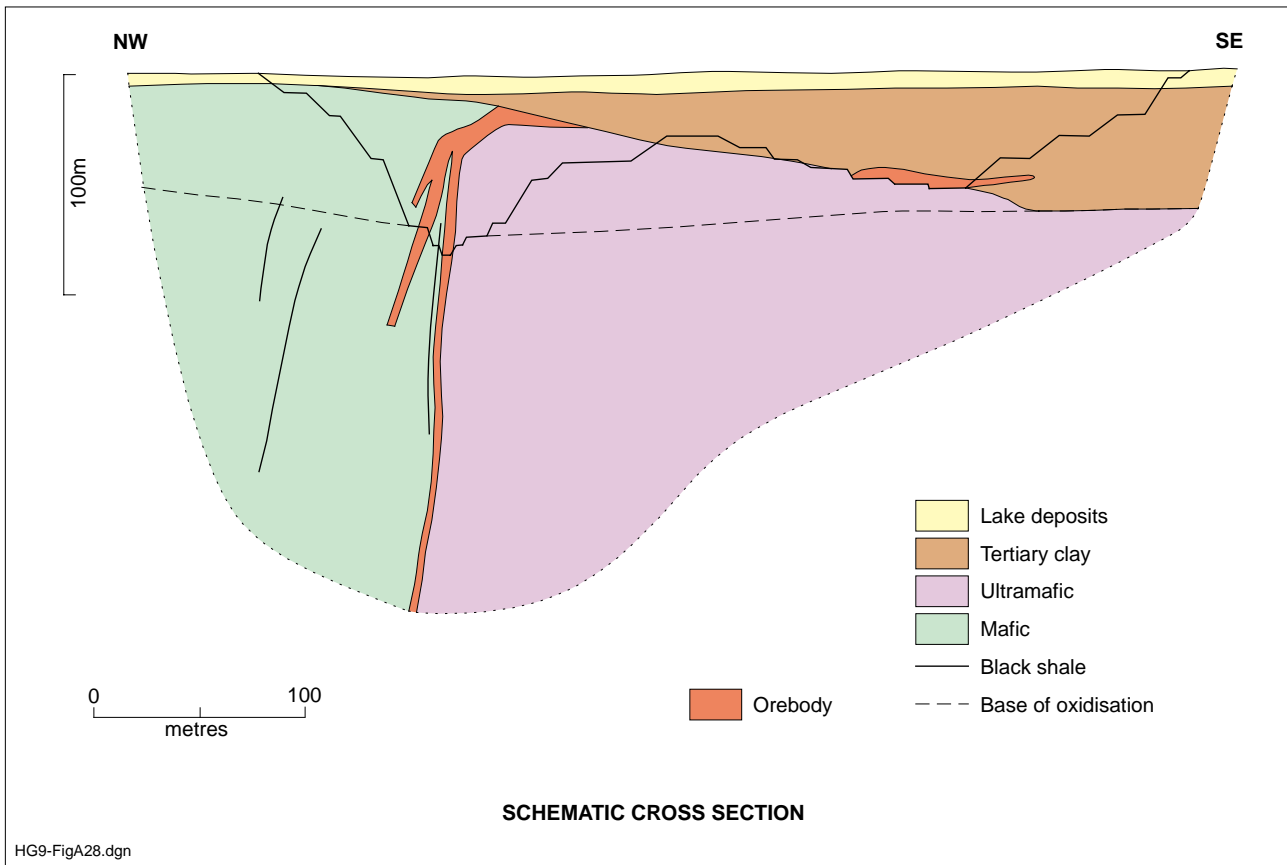 NW
SE
100m
Lake deposits
Tertiary clay
Ultramafic
Mafic
Black shale
Orebody
Base of oxidisation
0
100
metres
SCHEMATIC CROSS SECTION
HG9-FigA28.dgn